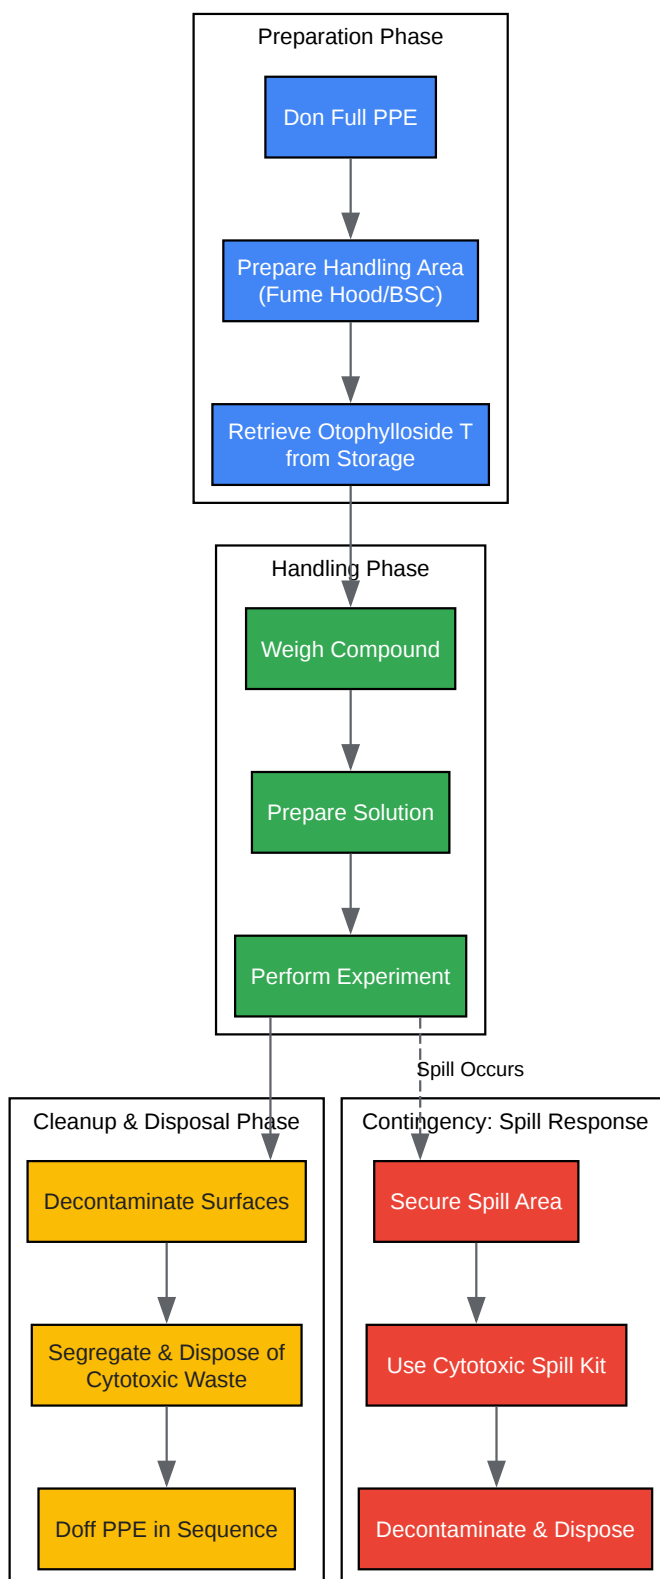 Preparation Phase
Don Full PPE
Prepare Handling Area
(Fume Hood/BSC)
Retrieve Otophylloside T
from Storage
Handling Phase
Weigh Compound
Prepare Solution
Perform Experiment
Spill Occurs
Cleanup & Disposal Phase
Decontaminate Surfaces
Segregate & Dispose of
Cytotoxic Waste
Doff PPE in Sequence
Contingency: Spill Response
Secure Spill Area
Use Cytotoxic Spill Kit
Decontaminate & Dispose